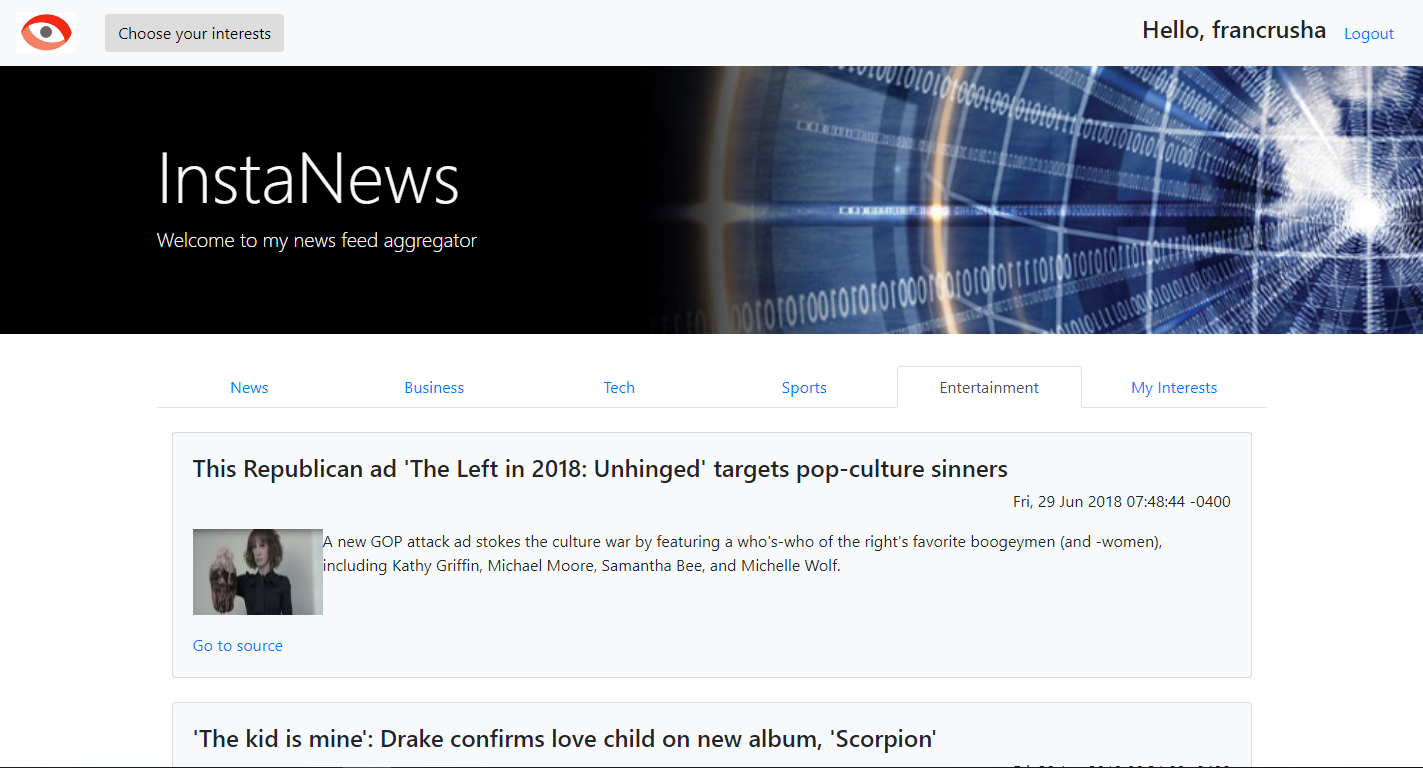 Choose your interests
Hello, francrusha
Logout
InstaNews
Welcome to my news feed aggregator
News
Business
Tech
Sports
Entertainment
My Interests
This Republican ad 'The Left in 2018: Unhinged' targets pop-culture sinners
Fri, 29 Jun 2018 07:48:44 -0400
A new GOP attack ad stokes the culture war by featuring a who's-who of the right's favorite boogeymen (and -women),
including Kathy Griffin, Michael Moore, Samantha Bee, and Michelle Wolf.
Go to source
'The kid is mine': Drake confirms love child on new album, 'Scorpion'